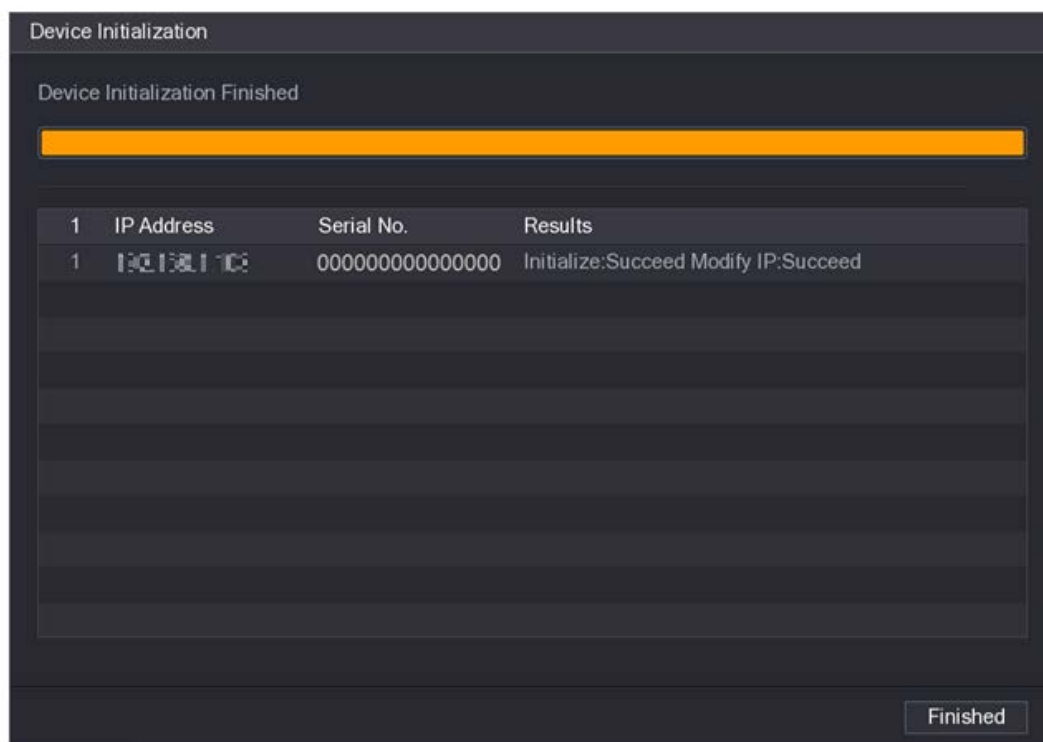 Device Initialization
Device Initialization Finished
1 IP Address Serial No. Results
1 000000000000000 Initialize:Succeed Modify IP:Succeed
Finished